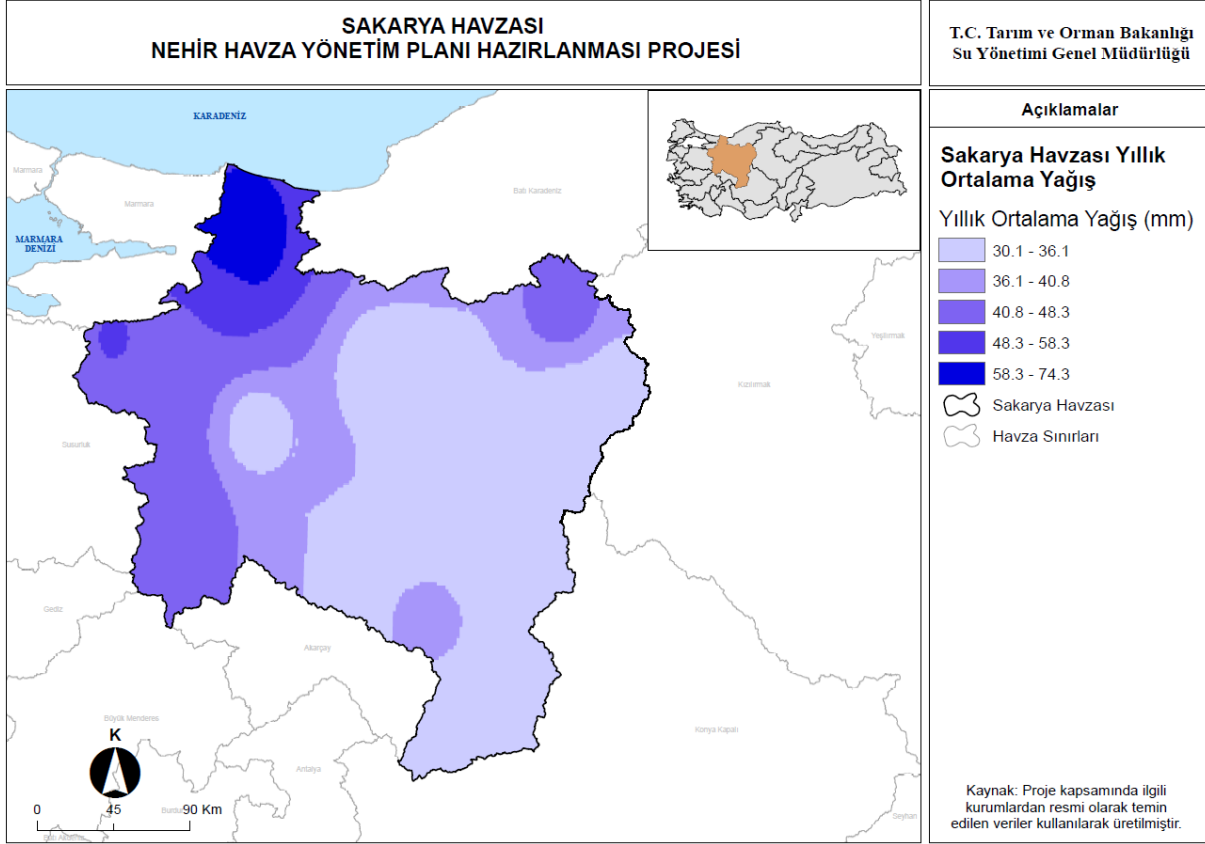 SAKARYA HAVZASI
NEHİR HAVZA YÖNETİM PLANI HAZIRLANMASI PROJESİ
T.C. Tarım ve Orman Bakanlığı
Su Yönetimi Genel Müdürlüğü
KARADENİZ
Marmara
Marmara
Batı Karadeniz
MARMARA
DENİZİ
Yeşilırmak
Kızılırmak
Susurluk
Gediz
Akarçay
Büyük Menderes
Konya Kapalı
Antalya
Seyhan
K
0 45 90 Km
Açıklamalar
Sakarya Havzası Yıllık
Ortalama Yağış
Yıllık Ortalama Yağış (mm)
30.1 - 36.1
36.1 - 40.8
40.8 - 48.3
48.3 - 58.3
58.3 - 74.3
Sakarya Havzası
Havza Sınırları
Kaynak: Proje kapsamında ilgili
kurumlardan resmi olarak temin
edilen veriler kullanılarak üretilmiştir.